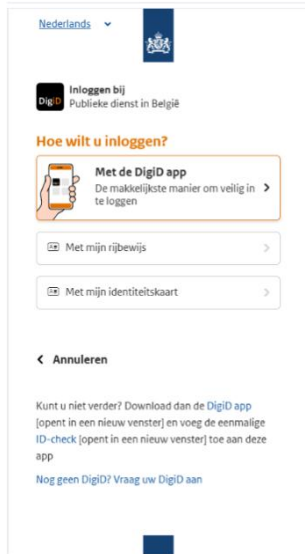 Nederlands
DigiD
Inloggen bij
Publieke dienst in België
Hoe wilt u inloggen?
Met de DigiD app
De makkelijkste manier om veilig in
te loggen
Met mijn rijbewijs
Met mijn identiteitskaart
Annuleren
Kunt u niet verder? Download dan de DigiD app
[opent in een nieuw venster] en voeg de eenmalige
ID-check [opent in een nieuw venster] toe aan deze
app
Nog geen DigiD? Vraag uw DigiD aan